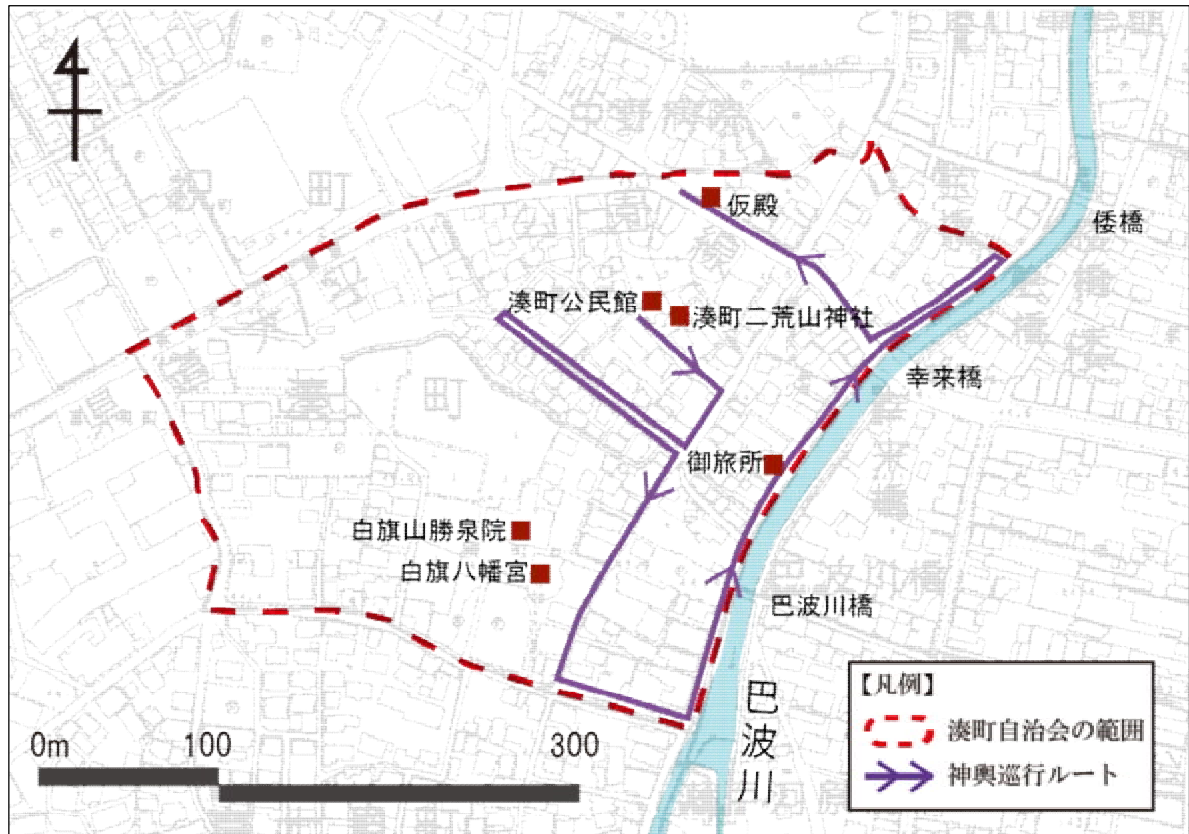 倭橋
仮殿
湊町公民館
湊町二荒山神社
幸来橋
御旅所
白旗山勝泉院
白旗八幡宮
巴波川橋
巴波川
【凡例】
湊町自治会の範囲
神輿巡行ルート
0m 100 300